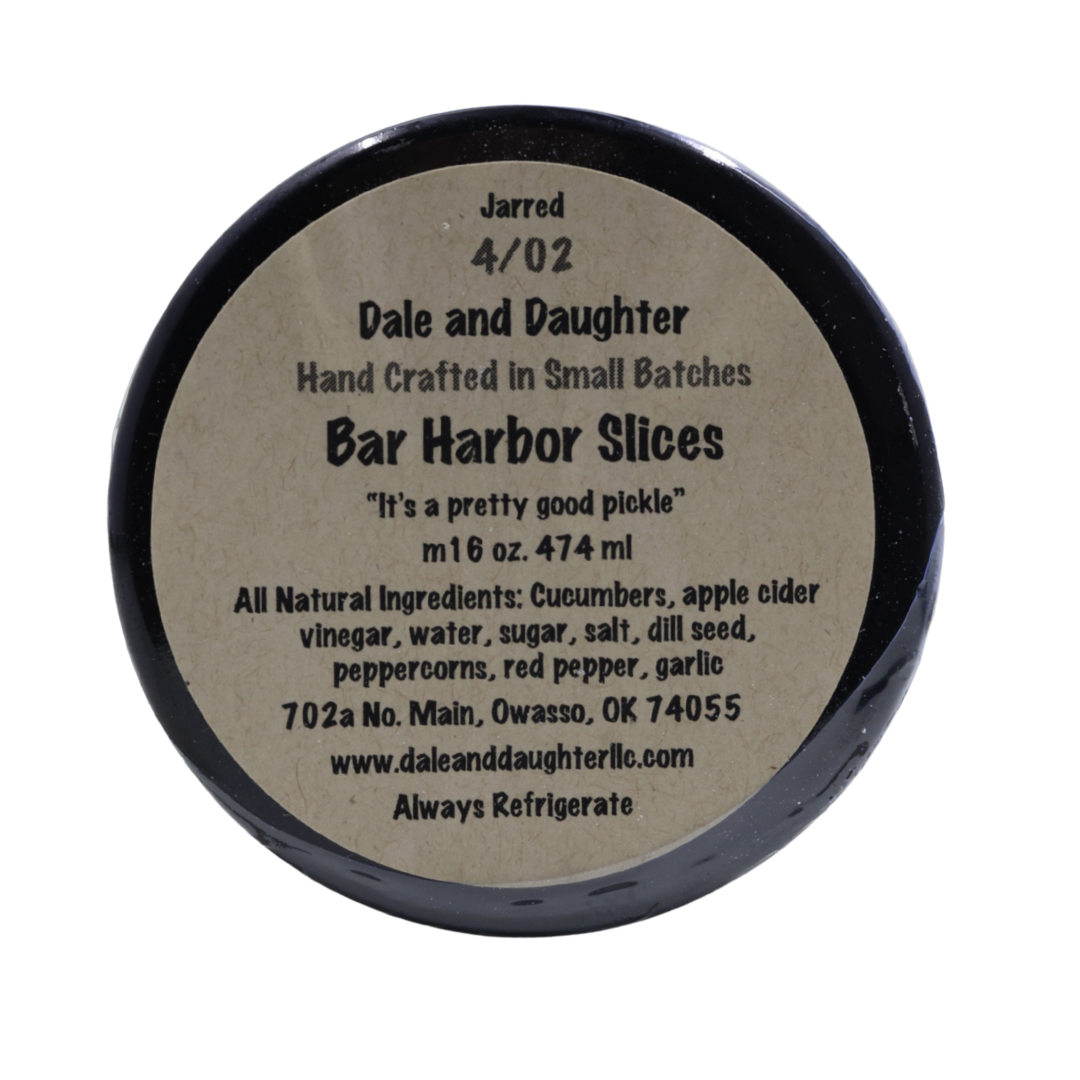 Jarred
4/02
Dale and Daughter
Hand Crafted in Small Batches
Bar Harbor Slices
“It’s a pretty good pickle”
m16 oz. 474 ml
All Natural Ingredients: Cucumbers, apple cider
vinegar, water, sugar, salt, dill seed,
peppercorns, red pepper, garlic
702a No. Main, Owasso, OK 74055
www.daleanddaughterllc.com
Always Refrigerate